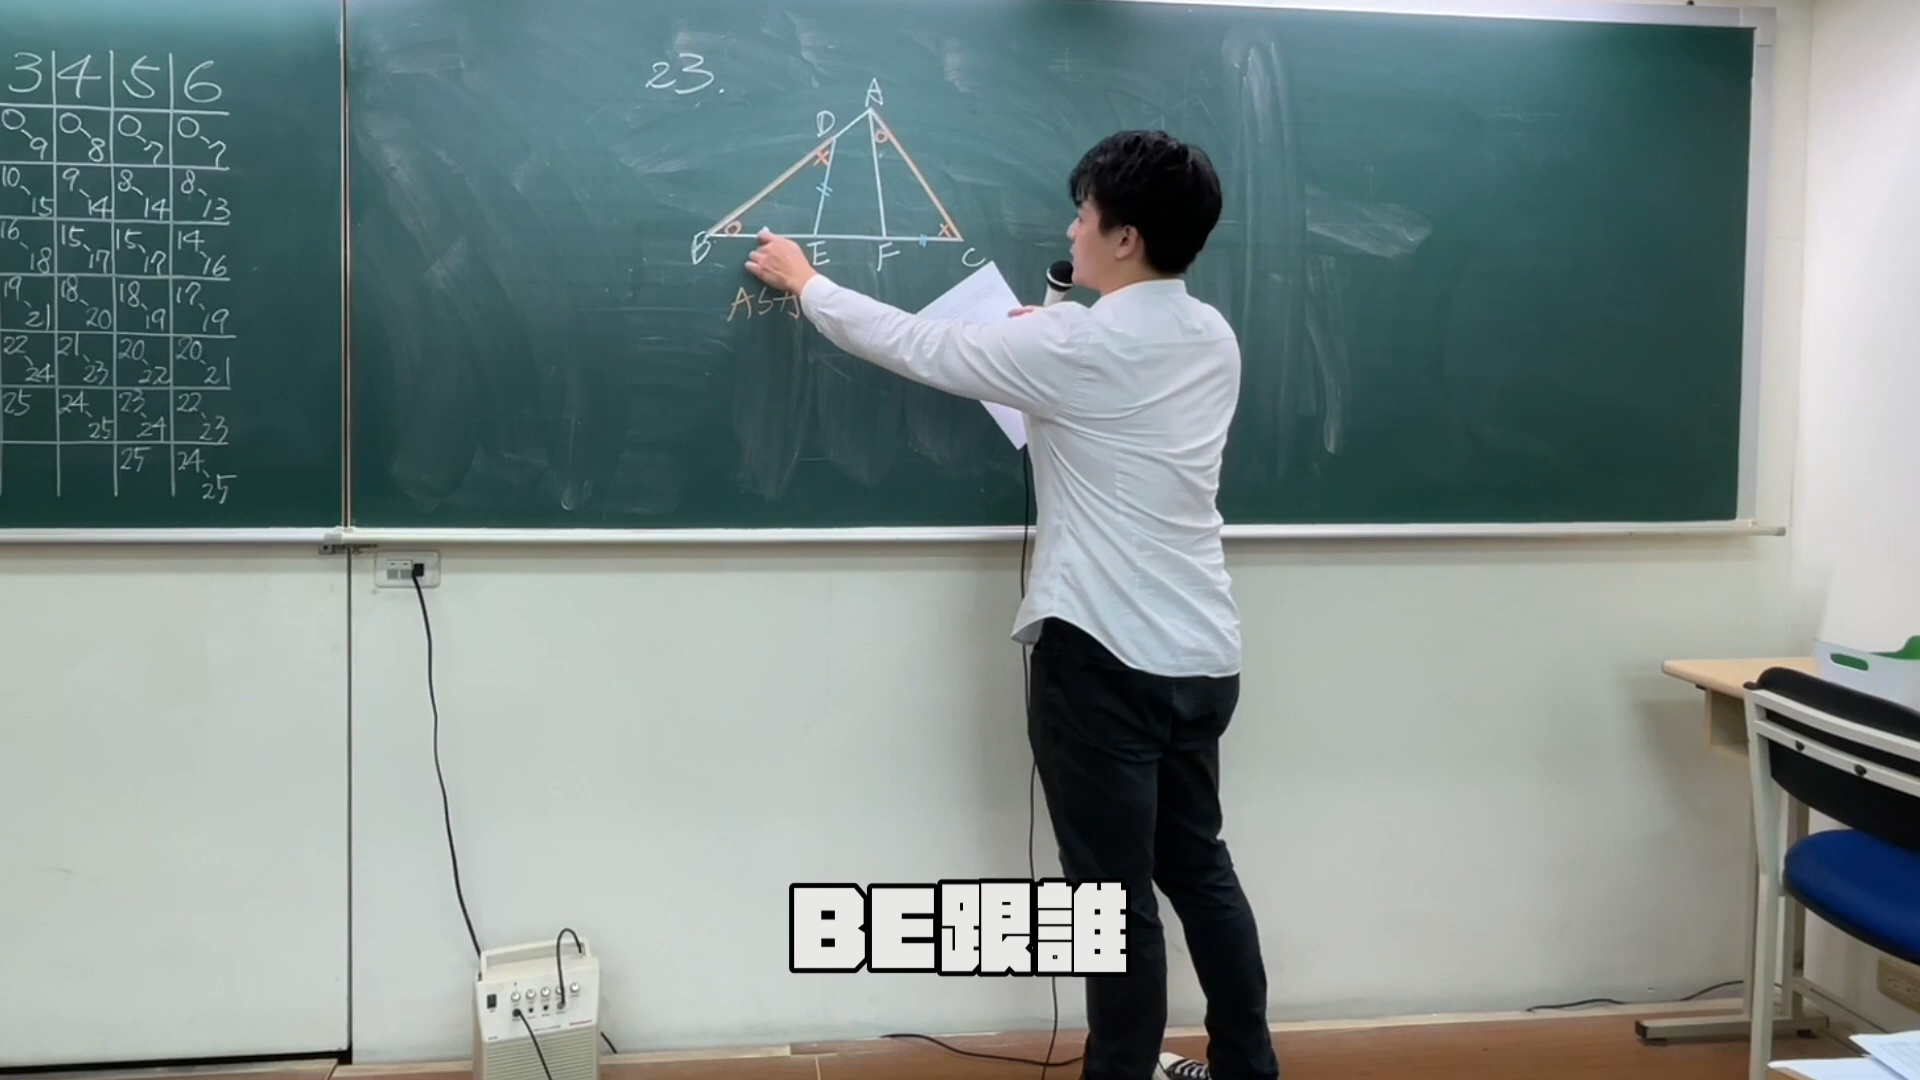 3 4 5 6
0~9 0~8 0~7 0~7
10~15 9~14 8~14 8~13
16~18 15~17 15~17 14~16
19~21 18~20 18~19 17~19
22~24 21~23 20~22 20~21
25 24~25 23~24 22~23
25 24~25
23.
A
D
B E F C
ASA
BE跟誰